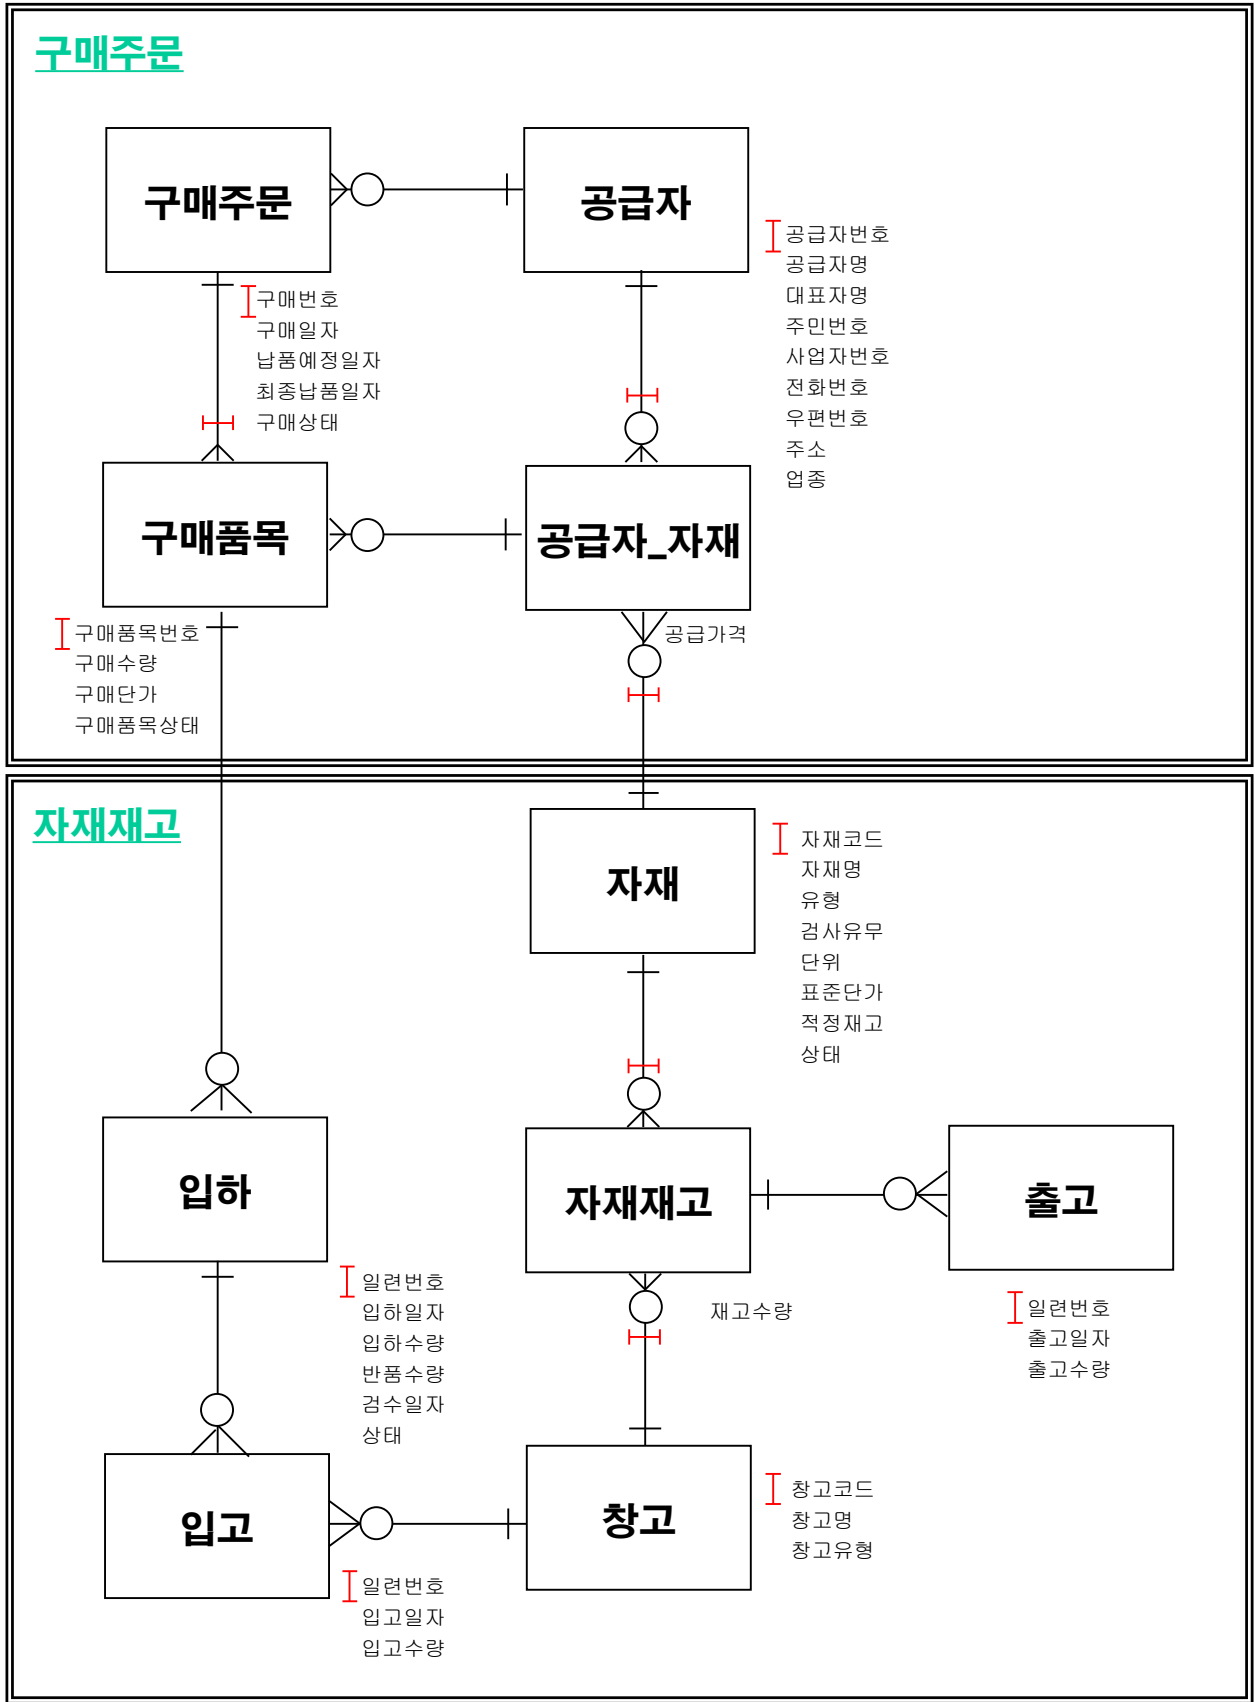 구매주문
구매주문
공급자
공급자번호
공급자명
대표자명
주민번호
사업자번호
전화번호
우편번호
주소
업종
구매번호
구매일자
납품예정일자
최종납품일자
구매상태
구매품목
공급자_자재
구매품목번호
구매수량
구매단가
구매품목상태
공급가격
자재재고
자재
자재코드
자재명
유형
검사유무
단위
표준단가
적정재고
상태
입하
자재재고
출고
일련번호
입하일자
입하수량
반품수량
검수일자
상태
재고수량
일련번호
출고일자
출고수량
입고
창고
창고코드
창고명
창고유형
일련번호
입고일자
입고수량